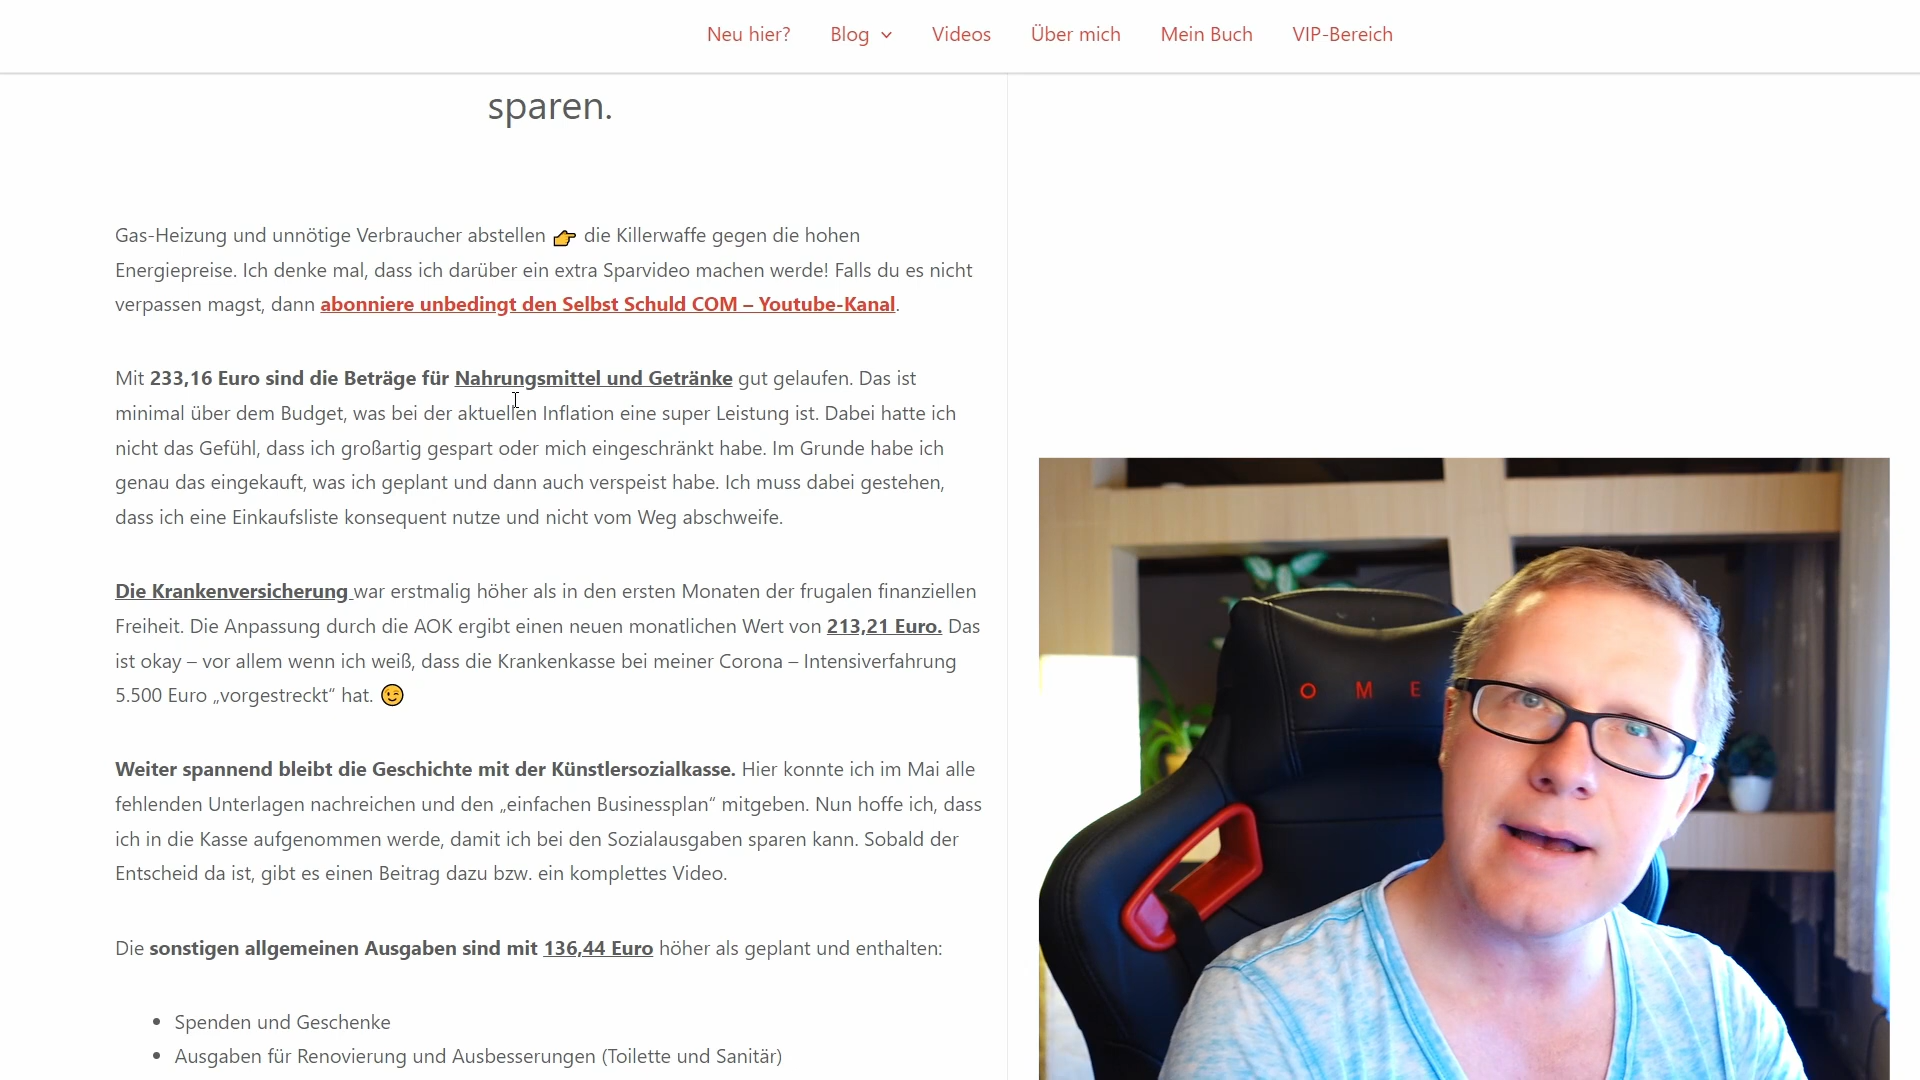 Neu hier? Blog Videos Über mich Mein Buch VIP-Bereich
sparen.
Gas-Heizung und unnötige Verbraucher abstellen 👉 die Killerwaffe gegen die hohen
Energiepreise. Ich denke mal, dass ich darüber ein extra Sparvideo machen werde! Falls du es nicht
verpassen magst, dann abonniere unbedingt den Selbst Schuld COM – Youtube-Kanal.
Mit 233,16 Euro sind die Beträge für Nahrungsmittel und Getränke gut gelaufen. Das ist
minimal über dem Budget, was bei der aktuellen Inflation eine super Leistung ist. Dabei hatte ich
nicht das Gefühl, dass ich großartig gespart oder mich eingeschränkt habe. Im Grunde habe ich
genau das eingekauft, was ich geplant und dann auch verspeist habe. Ich muss dabei gestehen,
dass ich eine Einkaufsliste konsequent nutze und nicht vom Weg abschweife.
Die Krankenversicherung war erstmalig höher als in den ersten Monaten der frugalen finanziellen
Freiheit. Die Anpassung durch die AOK ergibt einen neuen monatlichen Wert von 213,21 Euro. Das
ist okay – vor allem wenn ich weiß, dass die Krankenkasse bei meiner Corona – Intensiverfahrung
5.500 Euro „vorgestreckt“ hat. 😉
Weiter spannend bleibt die Geschichte mit der Künstlersozialkasse. Hier konnte ich im Mai alle
fehlenden Unterlagen nachreichen und den „einfachen Businessplan“ mitgeben. Nun hoffe ich, dass
ich in die Kasse aufgenommen werde, damit ich bei den Sozialausgaben sparen kann. Sobald der
Entscheid da ist, gibt es einen Beitrag dazu bzw. ein komplettes Video.
Die sonstigen allgemeinen Ausgaben sind mit 136,44 Euro höher als geplant und enthalten:
• Spenden und Geschenke
• Ausgaben für Renovierung und Ausbesserungen (Toilette und Sanitär)
O M E